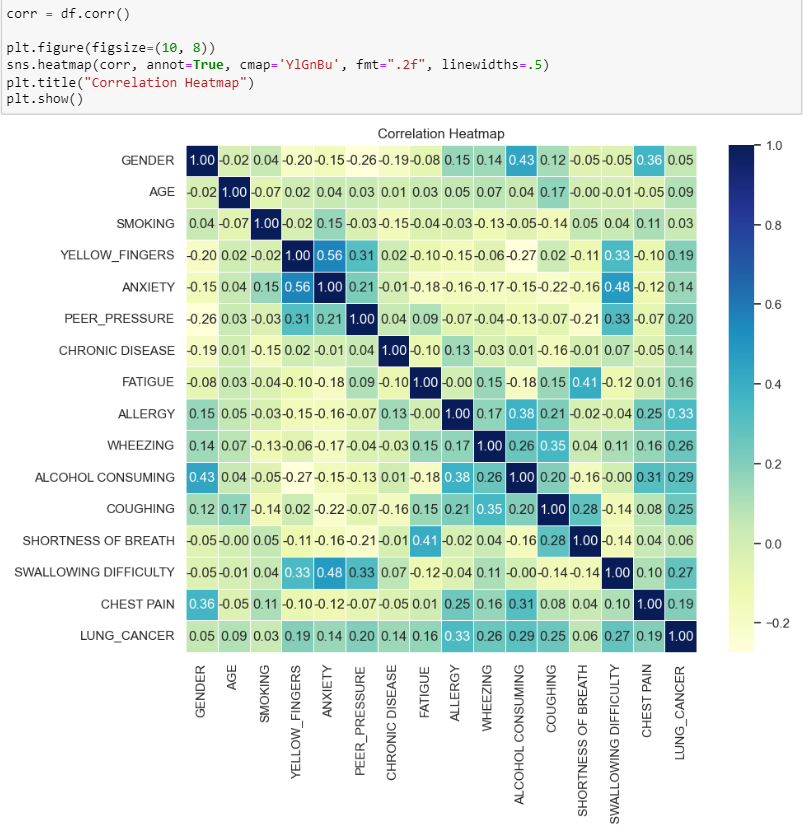 corr = df.corr()
plt.figure(figsize=(10, 8))
sns.heatmap(corr, annot=True, cmap='YlGnBu', fmt=".2f", linewidths=.5)
plt.title("Correlation Heatmap")
plt.show()
Correlation Heatmap
GENDER 1.00 -0.02 0.04 -0.20 -0.15 -0.26 -0.19 -0.08 0.15 0.14 0.43 0.12 -0.05 -0.05 0.36 0.05
AGE -0.02 1.00 -0.07 0.02 0.04 0.03 0.01 0.03 0.05 0.07 0.04 0.17 -0.00 -0.01 -0.05 0.09
SMOKING 0.04 -0.07 1.00 -0.02 0.15 -0.03 -0.15 -0.04 -0.03 -0.13 -0.05 -0.14 0.05 0.04 0.11 0.03
YELLOW_FINGERS -0.20 0.02 -0.02 1.00 0.56 0.31 0.02 -0.10 -0.15 -0.06 -0.27 0.02 -0.11 0.33 -0.10 0.19
ANXIETY -0.15 0.04 0.15 0.56 1.00 0.21 -0.01 -0.18 -0.16 -0.17 -0.15 -0.22 -0.16 0.48 -0.12 0.14
PEER_PRESSURE -0.26 0.03 -0.03 0.31 0.21 1.00 0.04 0.09 -0.07 -0.04 -0.13 -0.07 -0.21 0.33 -0.07 0.20
CHRONIC DISEASE -0.19 0.01 -0.15 0.02 -0.01 0.04 1.00 -0.10 0.13 -0.03 0.01 -0.16 -0.01 0.07 -0.05 0.14
FATIGUE -0.08 0.03 -0.04 -0.10 -0.18 0.09 -0.10 1.00 -0.00 0.15 -0.18 0.15 0.41 -0.12 0.01 0.16
ALLERGY 0.15 0.05 -0.03 -0.15 -0.16 -0.07 0.13 -0.00 1.00 0.17 0.38 0.21 -0.02 -0.04 0.25 0.33
WHEEZING 0.14 0.07 -0.13 -0.06 -0.17 -0.04 -0.03 0.15 0.17 1.00 0.26 0.35 0.04 0.11 0.16 0.26
ALCOHOL CONSUMING 0.43 0.04 -0.05 -0.27 -0.15 -0.13 0.01 -0.18 0.38 0.26 1.00 0.20 -0.16 -0.00 0.31 0.29
COUGHING 0.12 0.17 -0.14 0.02 -0.22 -0.07 -0.16 0.15 0.21 0.35 0.20 1.00 0.28 -0.14 0.08 0.25
SHORTNESS OF BREATH -0.05 -0.00 0.05 -0.11 -0.16 -0.21 -0.01 0.41 -0.02 0.04 -0.16 0.28 1.00 -0.14 0.04 0.06
SWALLOWING DIFFICULTY -0.05 -0.01 0.04 0.33 0.48 0.33 0.07 -0.12 -0.04 0.11 -0.00 -0.14 -0.14 1.00 0.10 0.27
CHEST PAIN 0.36 -0.05 0.11 -0.10 -0.12 -0.07 -0.05 0.01 0.25 0.16 0.31 0.08 0.04 0.10 1.00 0.19
LUNG_CANCER 0.05 0.09 0.03 0.19 0.14 0.20 0.14 0.16 0.33 0.26 0.29 0.25 0.06 0.27 0.19 1.00
GENDER
AGE
SMOKING
YELLOW_FINGERS
ANXIETY
PEER_PRESSURE
CHRONIC DISEASE
FATIGUE
ALLERGY
WHEEZING
ALCOHOL CONSUMING
COUGHING
SHORTNESS OF BREATH
SWALLOWING DIFFICULTY
CHEST PAIN
LUNG_CANCER
1.0
0.8
0.6
0.4
0.2
0.0
−0.2